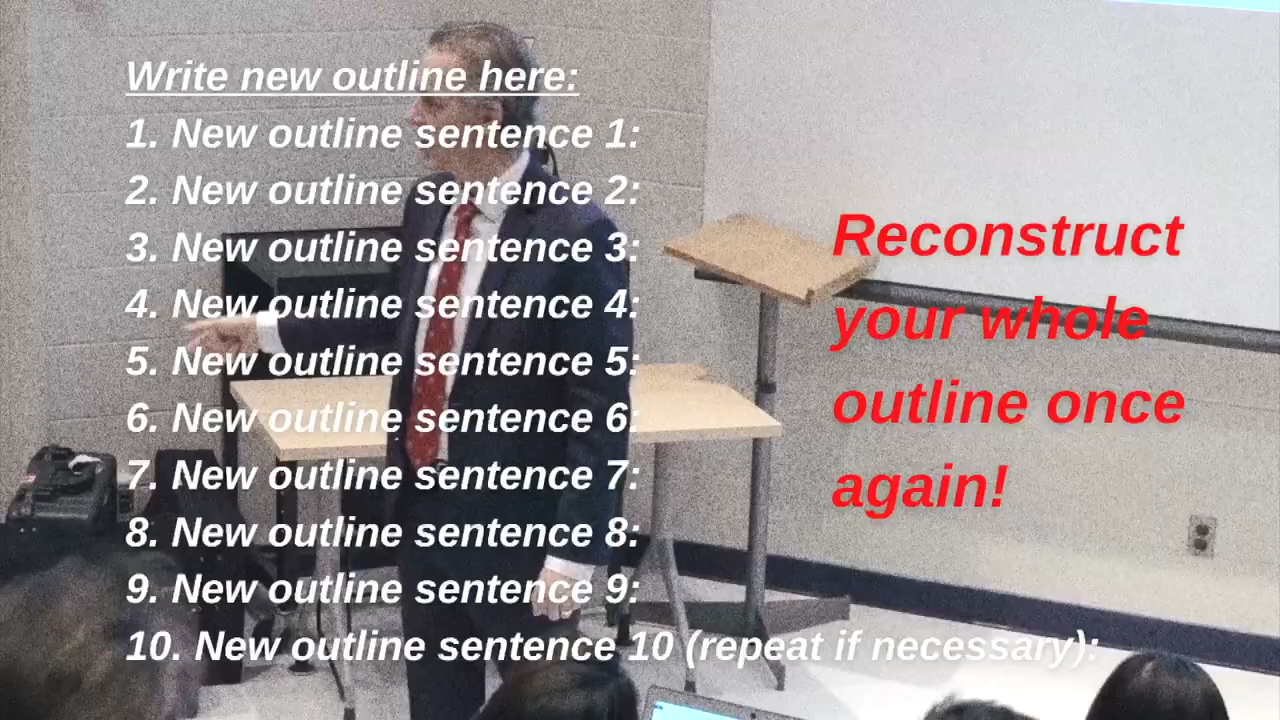 Write new outline here:
1. New outline sentence 1:
2. New outline sentence 2:
3. New outline sentence 3:
4. New outline sentence 4:
5. New outline sentence 5:
6. New outline sentence 6:
7. New outline sentence 7:
8. New outline sentence 8:
9. New outline sentence 9:
10. New outline sentence 10 (repeat if necessary):
Reconstruct
your whole
outline once
again!